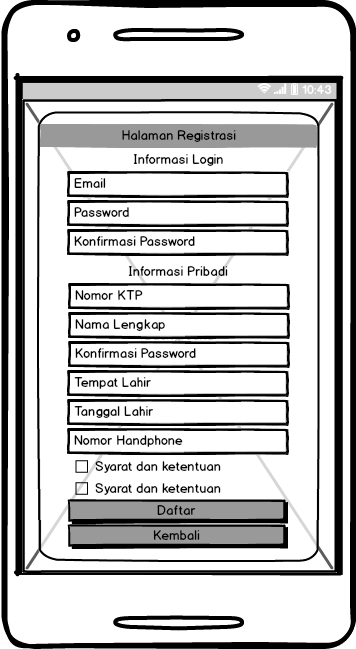 10:43
Halaman Registrasi
Informasi Login
Email
Password
Konfirmasi Password
Informasi Pribadi
Nomor KTP
Nama Lengkap
Konfirmasi Password
Tempat Lahir
Tanggal Lahir
Nomor Handphone
Syarat dan ketentuan
Syarat dan ketentuan
Daftar
Kembali